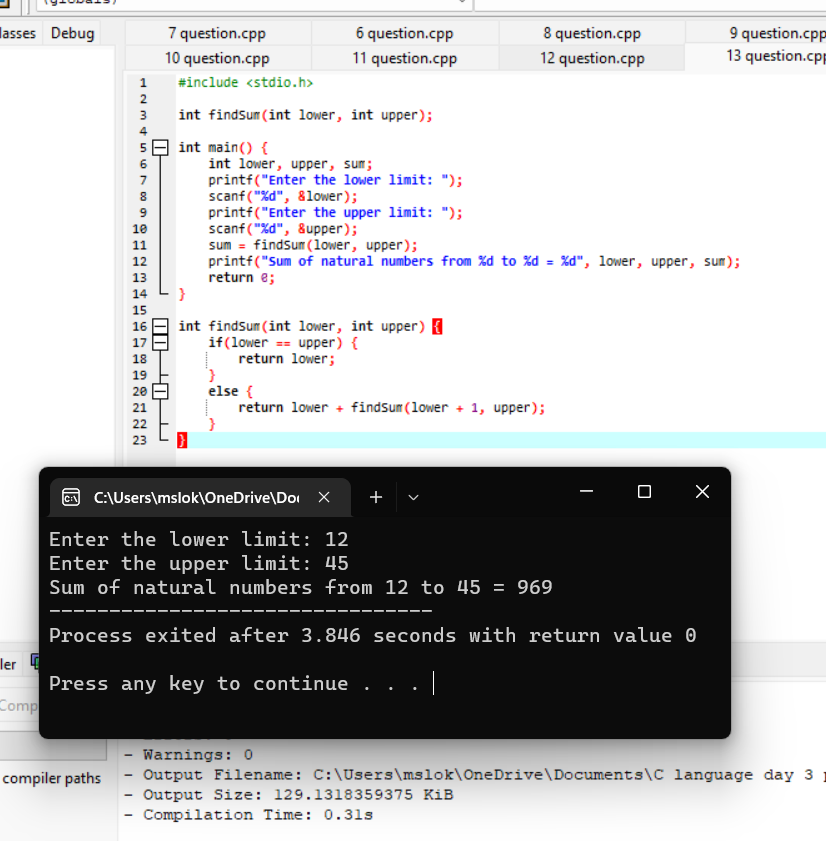 (globals)
lasses Debug
7 question.cpp 6 question.cpp 8 question.cpp 9 question.cpp
10 question.cpp 11 question.cpp 12 question.cpp 13 question.cpp
1 #include <stdio.h>
2
3 int findSum(int lower, int upper);
4
5 int main() {
6 int lower, upper, sum;
7 printf("Enter the lower limit: ");
8 scanf("%d", &lower);
9 printf("Enter the upper limit: ");
10 scanf("%d", &upper);
11 sum = findSum(lower, upper);
12 printf("Sum of natural numbers from %d to %d = %d", lower, upper, sum);
13 return 0;
14 }
15
16 int findSum(int lower, int upper) {
17 if(lower == upper) {
18 return lower;
19 }
20 else {
21 return lower + findSum(lower + 1, upper);
22 }
23 }
C:\Users\mslok\OneDrive\Doc
Enter the lower limit: 12
Enter the upper limit: 45
Sum of natural numbers from 12 to 45 = 969
--------------------------------
Process exited after 3.846 seconds with return value 0
Press any key to continue . . .
ler
Comp
compiler paths
- Warnings: 0
- Output Filename: C:\Users\mslok\OneDrive\Documents\C language day 3
- Output Size: 129.1318359375 KiB
- Compilation Time: 0.31s